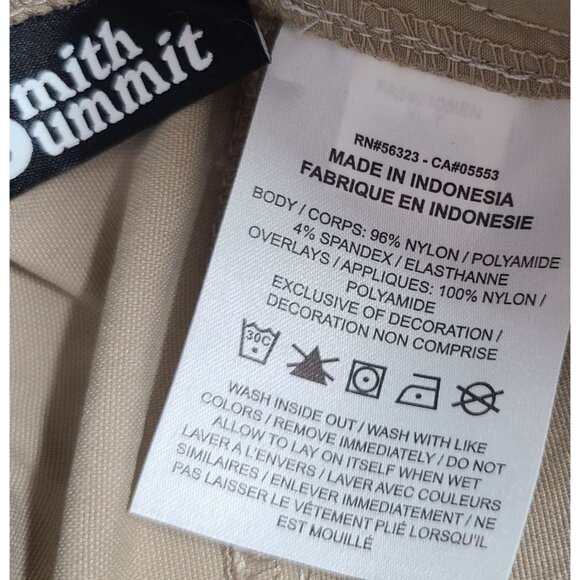 mith
ummit
RN#56323 - CA#05553
MADE IN INDONESIA
FABRIQUE EN INDONESIE
BODY / CORPS: 96% NYLON / POLYAMIDE
4% SPANDEX / ELASTHANNE
OVERLAYS / APPLIQUES: 100% NYLON /
POLYAMIDE
EXCLUSIVE OF DECORATION /
DECORATION NON COMPRISE
30C
WASH INSIDE OUT / WASH WITH LIKE
COLORS / REMOVE IMMEDIATELY / DO NOT
ALLOW TO LAY ON ITSELF WHEN WET
LAVER À L'ENVERS / LAVER AVEC COULEURS
SIMILAIRES / ENLEVER IMMÉDIATEMENT / NE
PAS LAISSER LE VÊTEMENT PLIÉ LORSQU'IL
EST MOUILLÉ